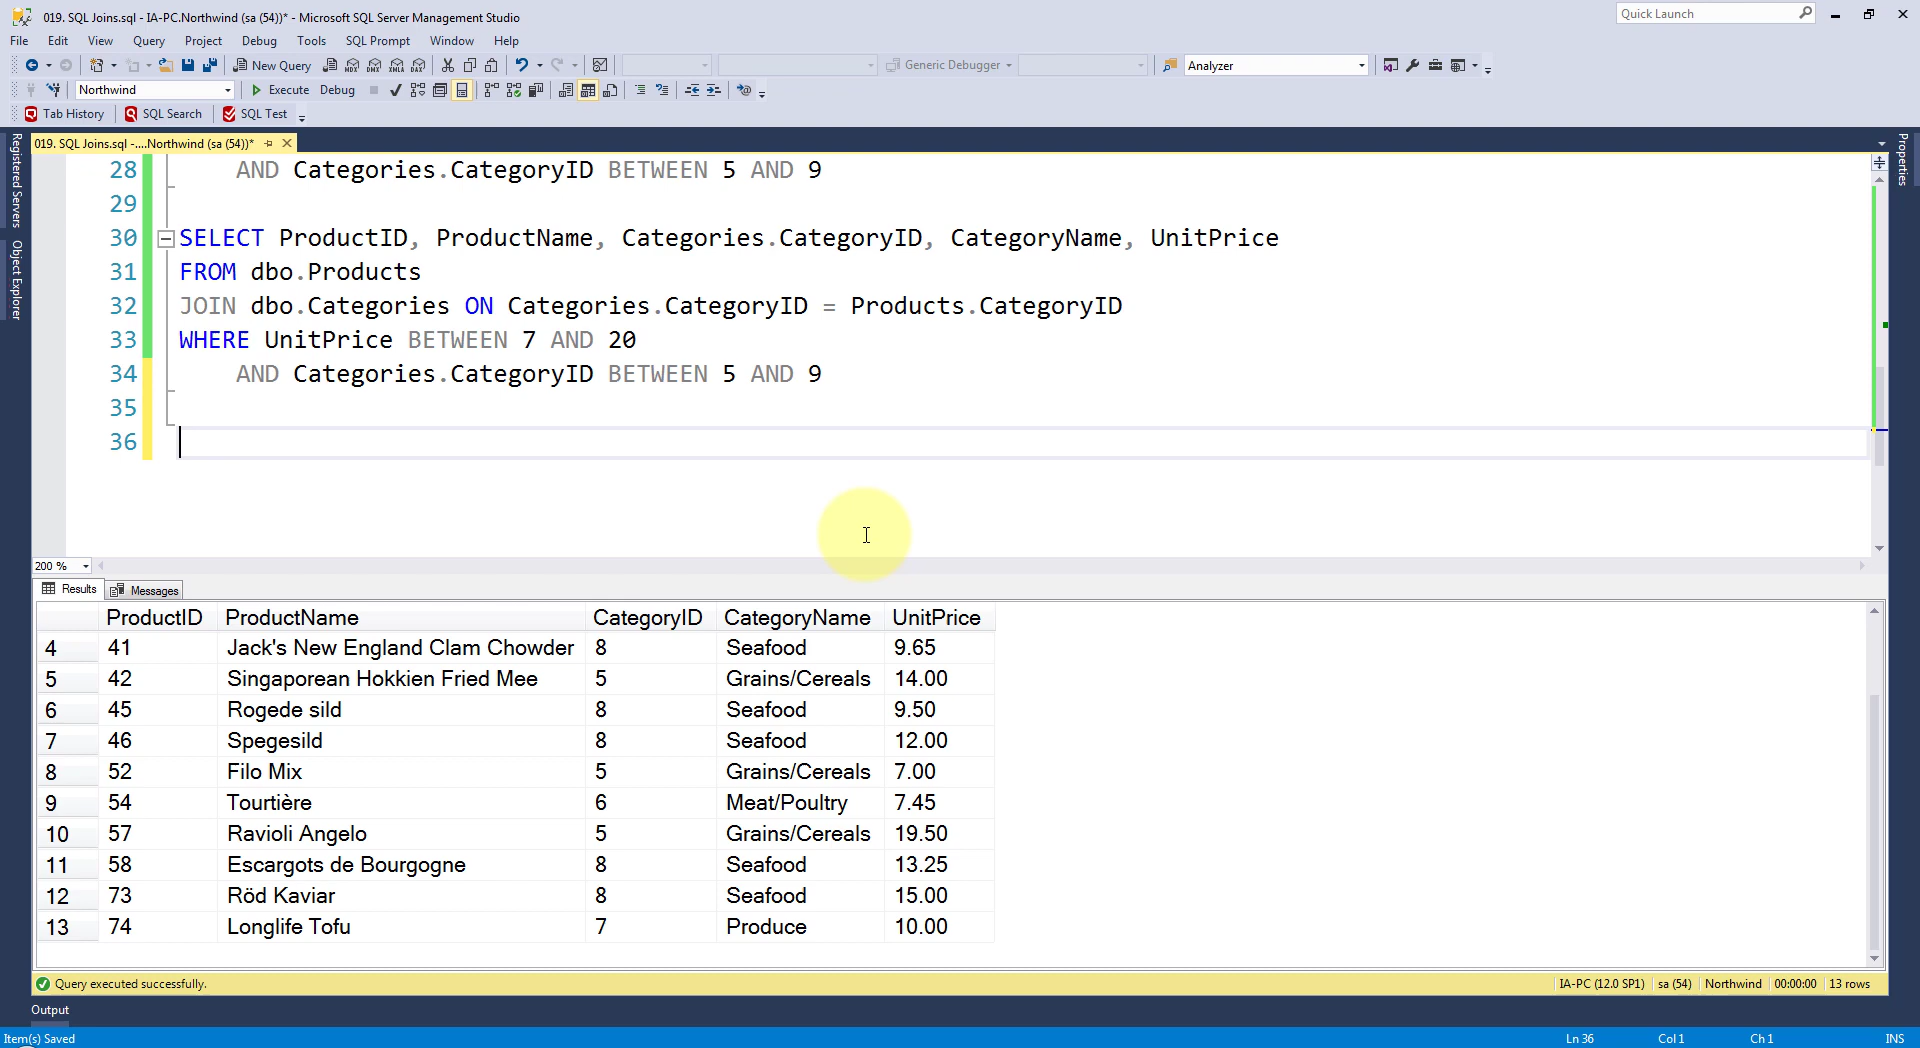 019. SQL Joins.sql - IA-PC.Northwind (sa (54))* - Microsoft SQL Server Management Studio
Quick Launch
File Edit View Query Project Debug Tools SQL Prompt Window Help
New Query
Generic Debugger
Analyzer
Northwind
Execute Debug
Tab History SQL Search SQL Test
019. SQL Joins.sql -....Northwind (sa (54))*
Registered Servers
Object Explorer
Properties
28 AND Categories.CategoryID BETWEEN 5 AND 9
29
30 SELECT ProductID, ProductName, Categories.CategoryID, CategoryName, UnitPrice
31 FROM dbo.Products
32 JOIN dbo.Categories ON Categories.CategoryID = Products.CategoryID
33 WHERE UnitPrice BETWEEN 7 AND 20
34 AND Categories.CategoryID BETWEEN 5 AND 9
35
36
200 %
Results Messages
ProductID ProductName CategoryID CategoryName UnitPrice
4 41 Jack's New England Clam Chowder 8 Seafood 9.65
5 42 Singaporean Hokkien Fried Mee 5 Grains/Cereals 14.00
6 45 Rogede sild 8 Seafood 9.50
7 46 Spegesild 8 Seafood 12.00
8 52 Filo Mix 5 Grains/Cereals 7.00
9 54 Tourtière 6 Meat/Poultry 7.45
10 57 Ravioli Angelo 5 Grains/Cereals 19.50
11 58 Escargots de Bourgogne 8 Seafood 13.25
12 73 Röd Kaviar 8 Seafood 15.00
13 74 Longlife Tofu 7 Produce 10.00
Query executed successfully. IA-PC (12.0 SP1) sa (54) Northwind 00:00:00 13 rows
Output
Item(s) Saved Ln 36 Col 1 Ch 1 INS